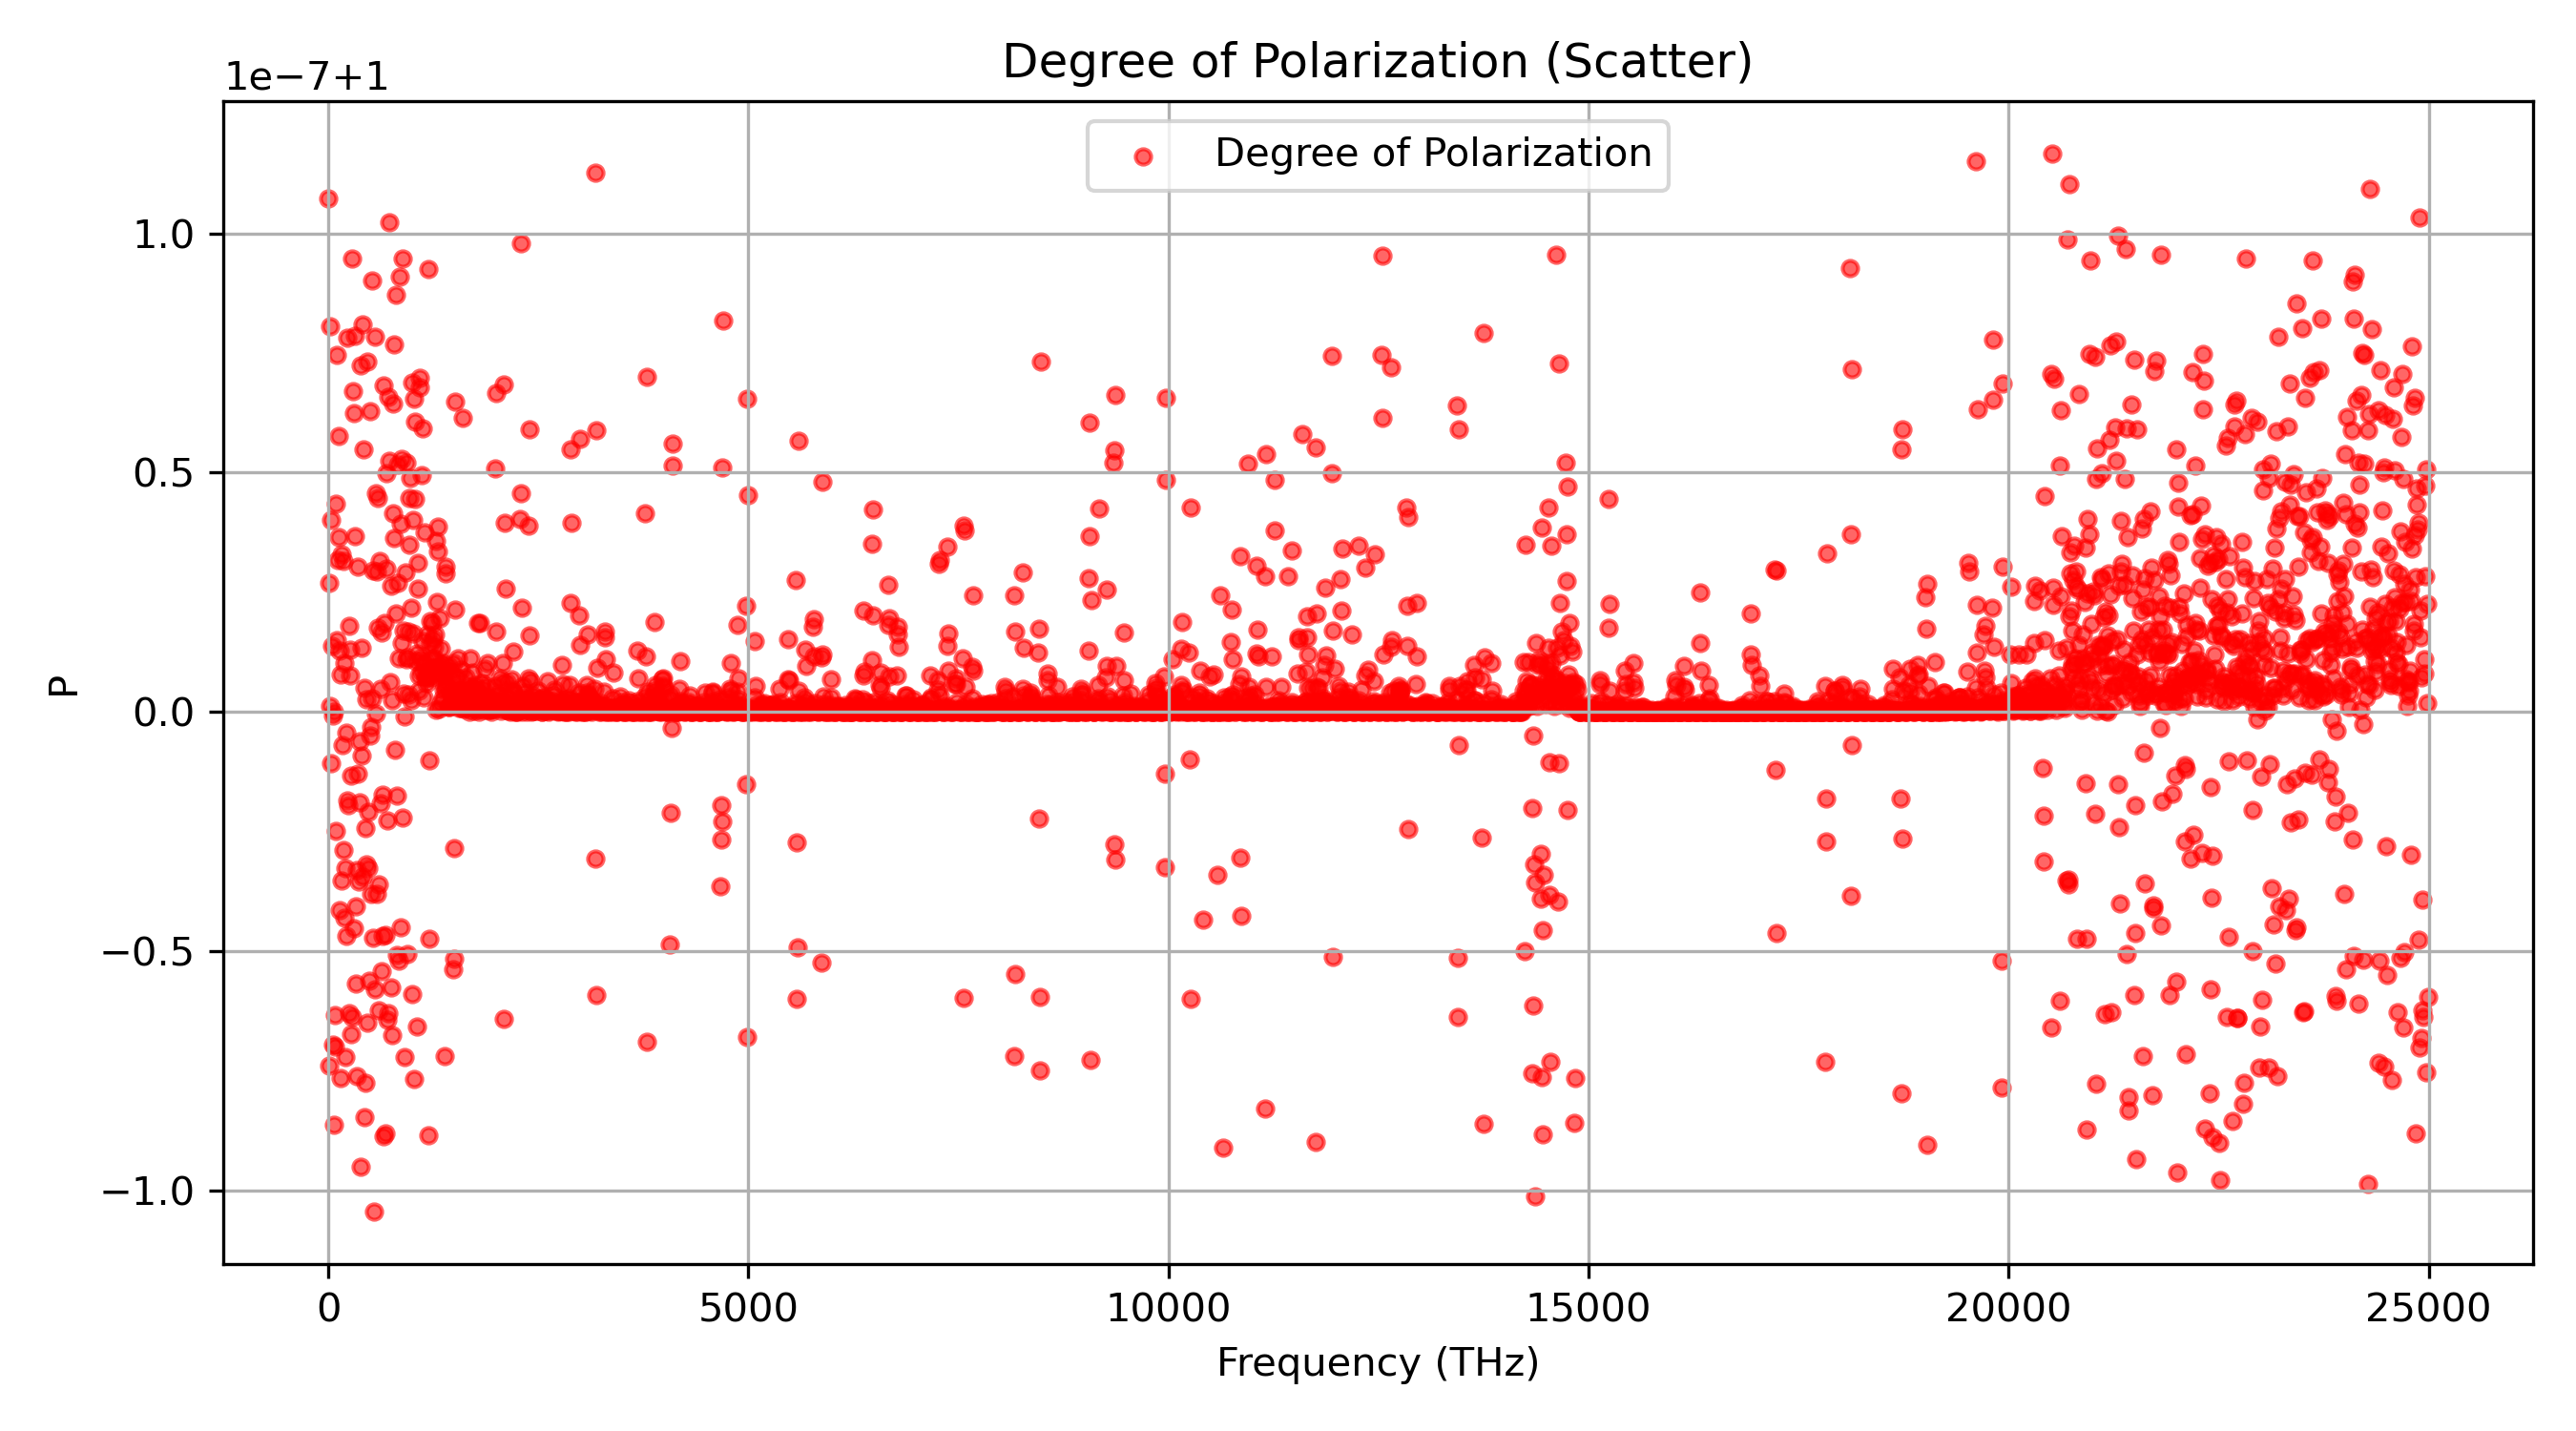 Degree of Polarization (Scatter)
1e−7+1
Degree of Polarization
1.0
0.5
0.0
−0.5
−1.0
P
0 5000 10000 15000 20000 25000
Frequency (THz)